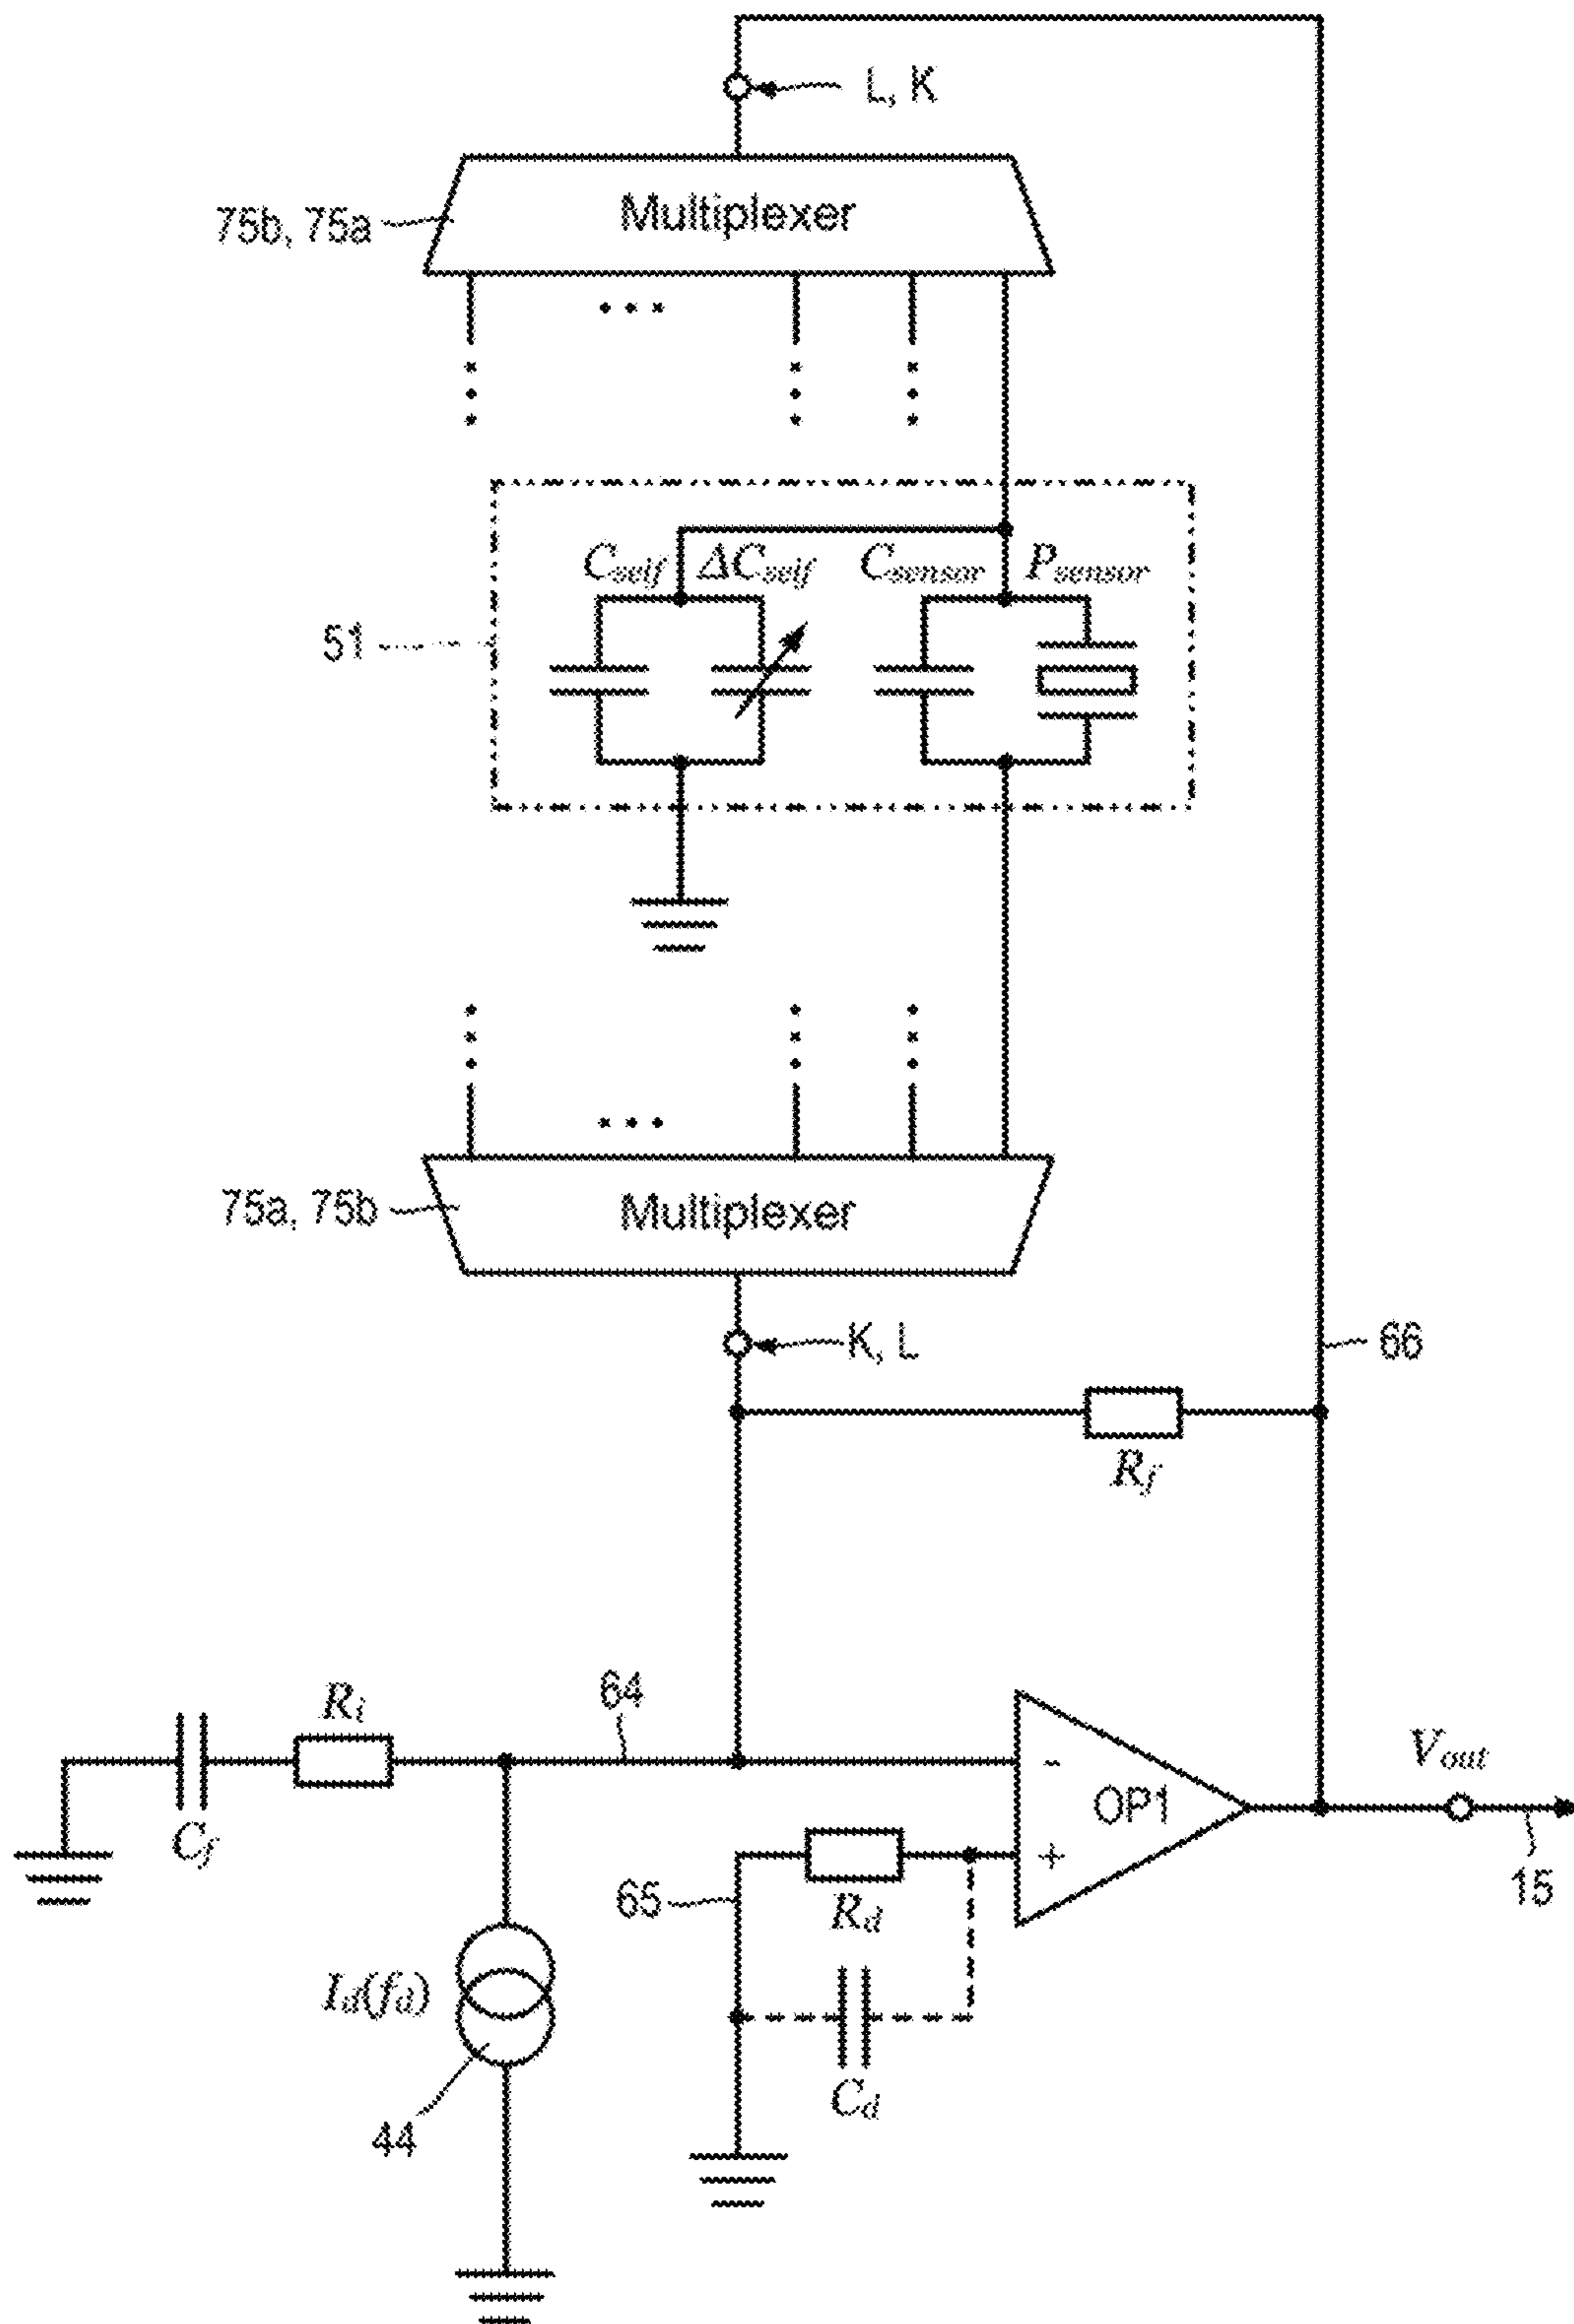 L, K
Multiplexer
75b, 75a
Cself ΔCself Csensor Psensor
51
Multiplexer
75a, 75b
K, L
66
Rf
64
Ri
Vout
-
OP1
Cf
+
15
65
Rd
Id(fd)
Cd
44